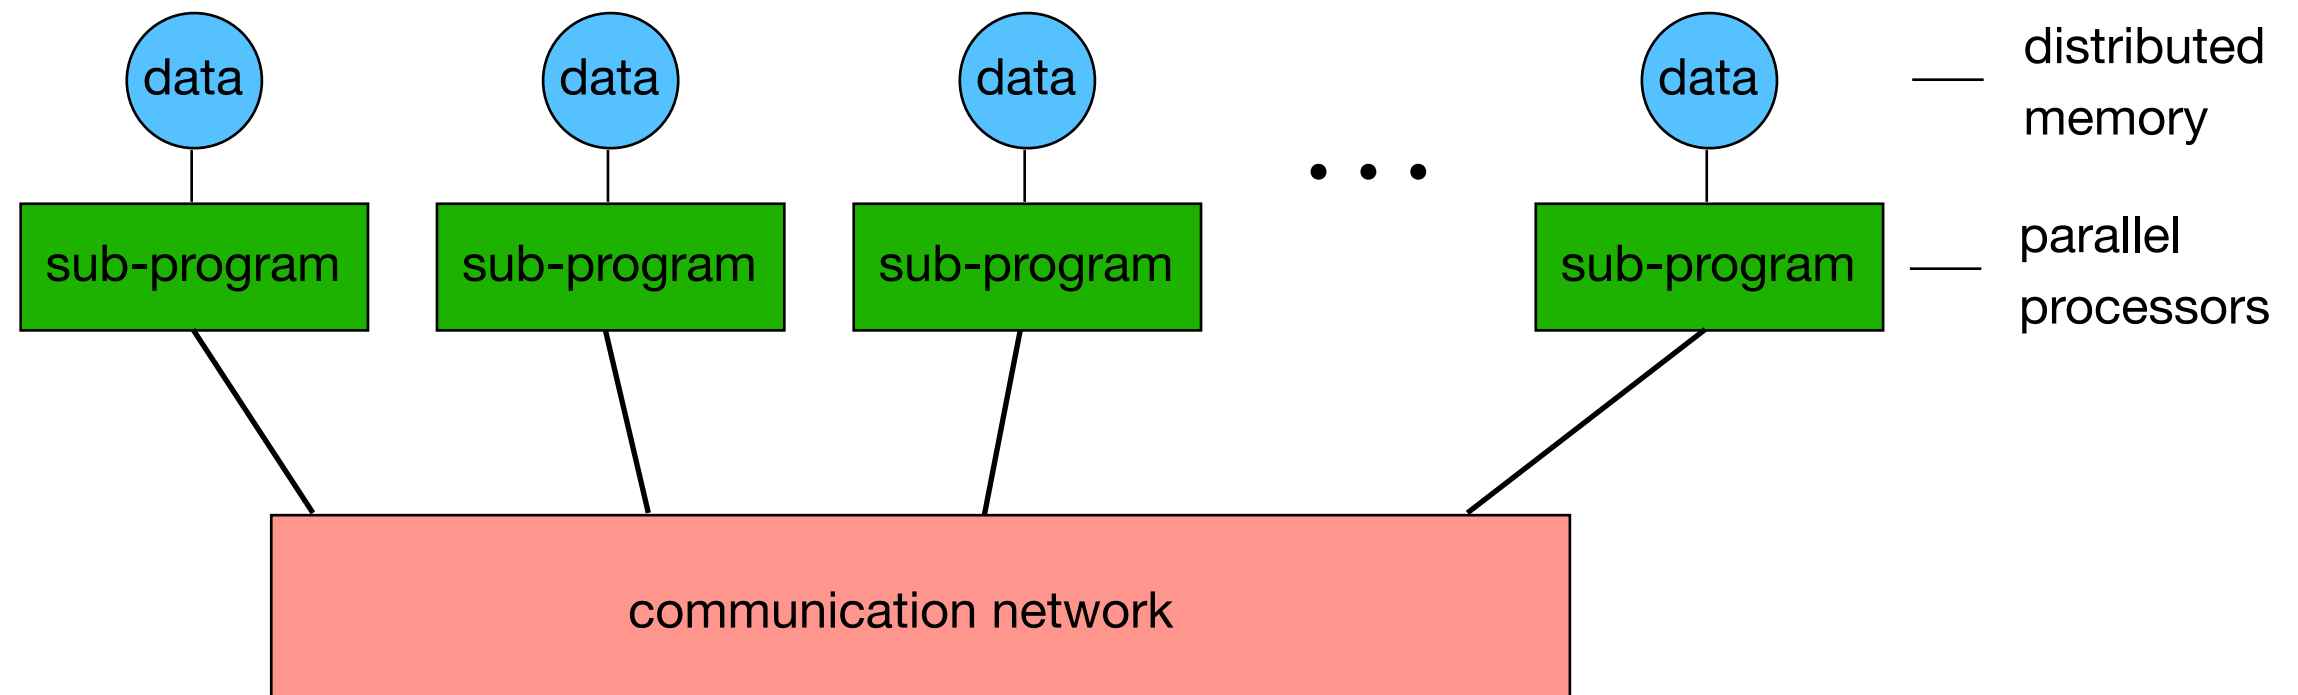 data
data
data
data
distributed
memory
sub-program
sub-program
sub-program
sub-program
parallel
processors
communication network